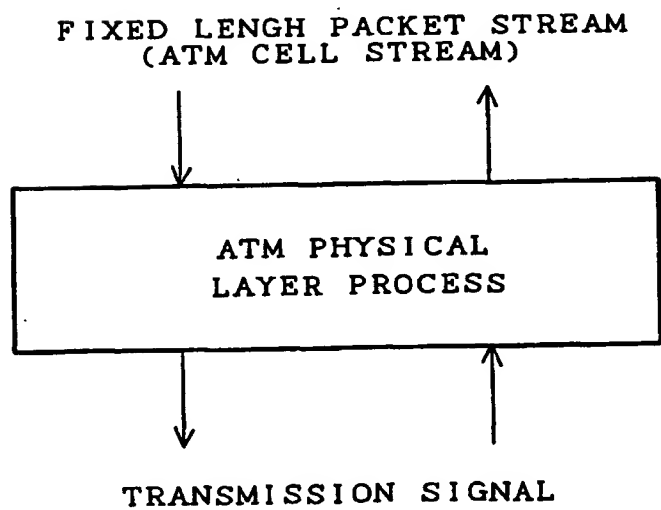 FIXED LENGH PACKET STREAM
(ATM CELL STREAM)
ATM PHYSICAL
LAYER PROCESS
TRANSMISSION SIGNAL